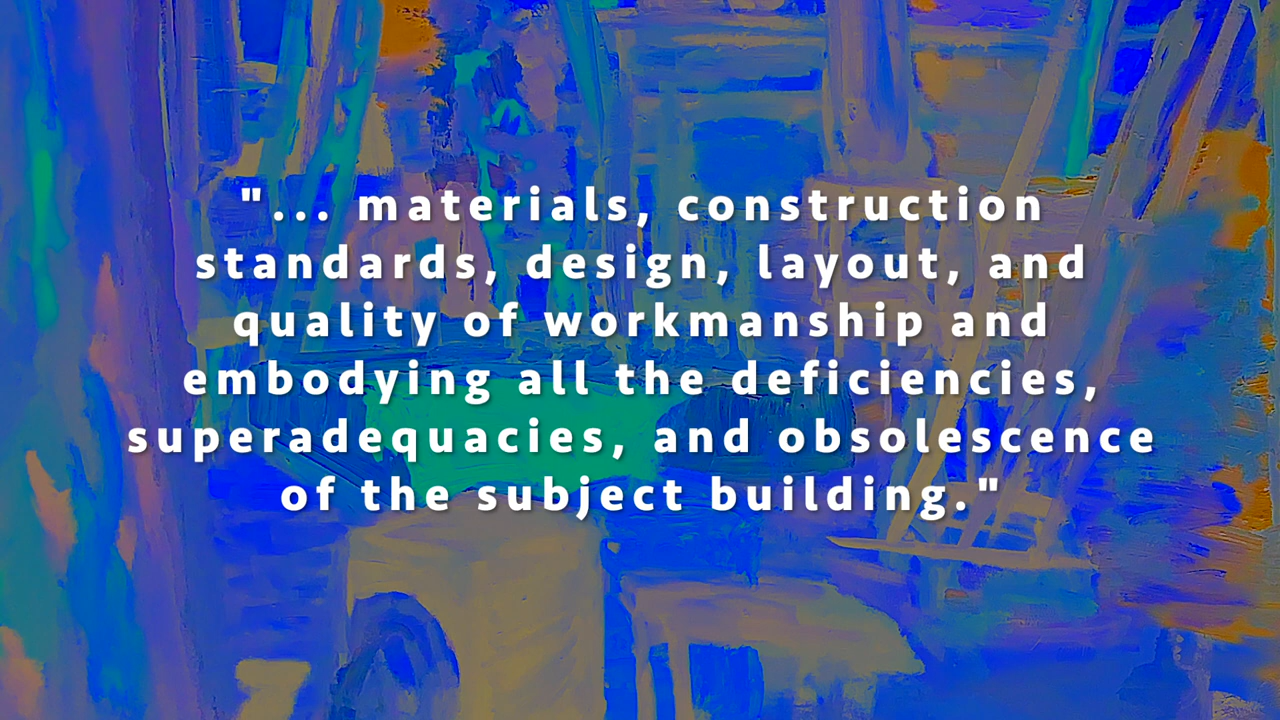 "... materials, construction
standards, design, layout, and
quality of workmanship and
embodying all the deficiencies,
superadequacies, and obsolescence
of the subject building."